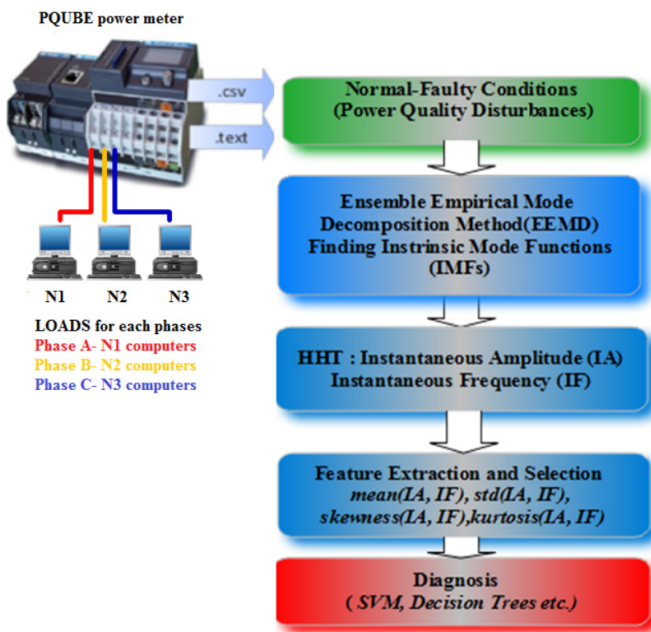 PQUBE power meter
.csv
.text
N1 N2 N3
LOADS for each phases
Phase A- N1 computers
Phase B- N2 computers
Phase C- N3 computers
Normal-Faulty Conditions
(Power Quality Disturbances)
Ensemble Empirical Mode
Decomposition Method(EEMD)
Finding Instrinsic Mode Functions
(IMFs)
HHT : Instantaneous Amplitude (IA)
Instantaneous Frequency (IF)
Feature Extraction and Selection
mean(IA, IF), std(IA, IF),
skewness(IA, IF),kurtosis(IA, IF)
Diagnosis
( SVM, Decision Trees etc.)